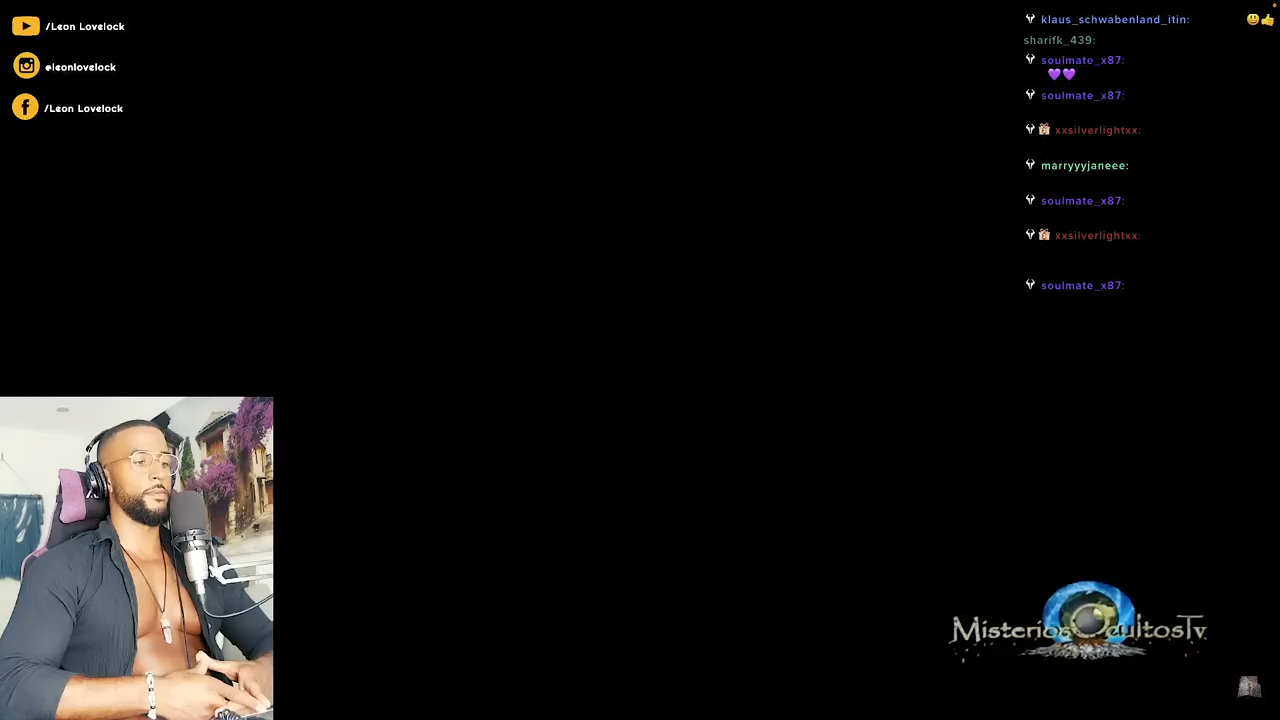 /Leon Lovelock
@leonlovelock
/Leon Lovelock
klaus_schwabenland_itin:
sharifk_439:
soulmate_x87:
soulmate_x87:
xxsilverlightxx:
marryyyjaneee:
soulmate_x87:
xxsilverlightxx:
soulmate_x87:
MisteriosOcultosTv